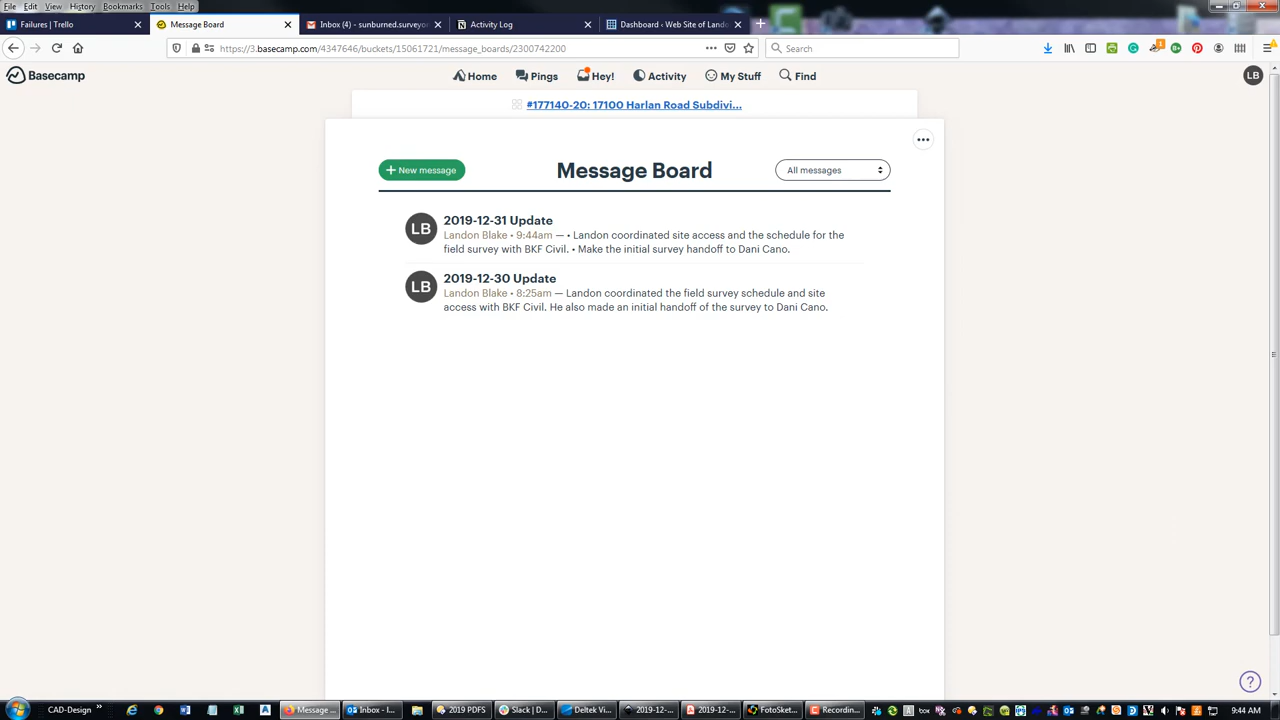 File Edit View History Bookmarks Tools Help
Failures | Trello
Message Board
Inbox (4) - sunburned.surveyor
Activity Log
Dashboard ‹ Web Site of Lando
https://3.basecamp.com/4347646/buckets/15061721/message_boards/2300742200
Search
Basecamp
Home
Pings
Hey!
Activity
My Stuff
Find
LB
#177140-20: 17100 Harlan Road Subdivi...
New message
Message Board
All messages
LB
2019-12-31 Update
Landon Blake • 9:44am — • Landon coordinated site access and the schedule for the
field survey with BKF Civil. • Make the initial survey handoff to Dani Cano.
LB
2019-12-30 Update
Landon Blake • 8:25am — Landon coordinated the field survey schedule and site
access with BKF Civil. He also made an initial handoff of the survey to Dani Cano.
?
CAD-Design
Message ...
Inbox - I...
2019 PDFS
Slack | D...
Deltek Vi...
2019-12-...
2019-12-...
FotoSket...
Recordin...
box
9:44 AM